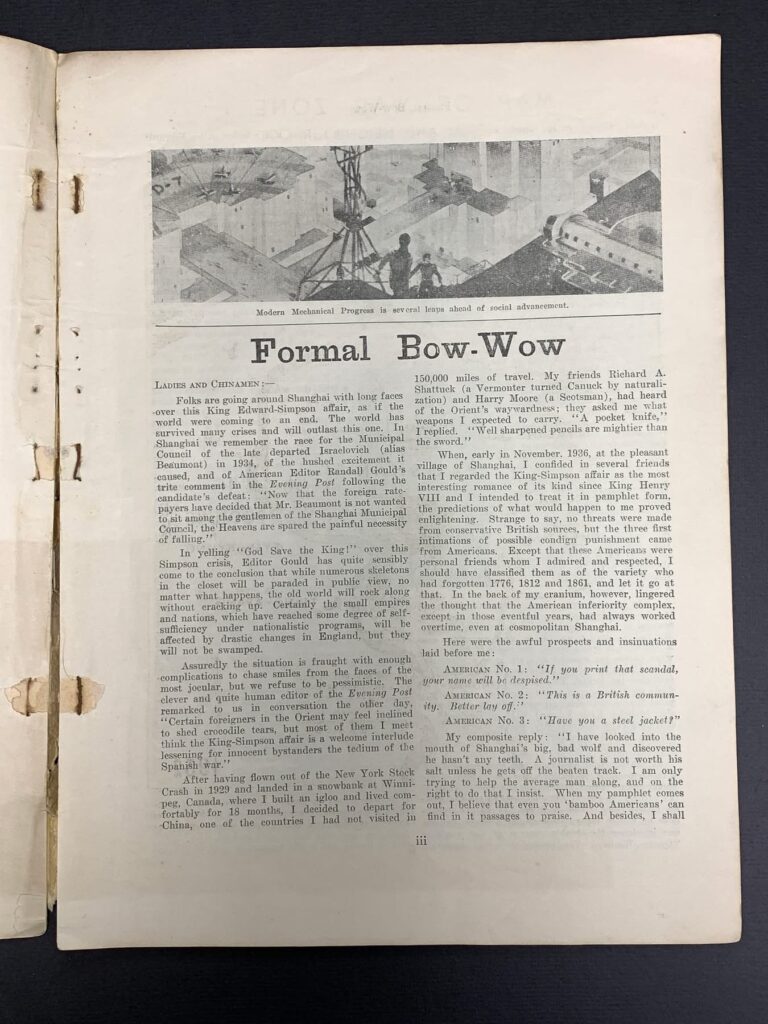 D-7
Modern Mechanical Progress is several leaps ahead of social advancement.
Formal Bow-Wow
LADIES AND CHINAMEN:—
Folks are going around Shanghai with long faces
over this King Edward-Simpson affair, as if the
world were coming to an end. The world has
survived many crises and will outlast this one. In
Shanghai we remember the race for the Municipal
Council of the late departed Israelovich (alias
Beaumont) in 1934, of the hushed excitement it
caused, and of American Editor Randall Gould's
trite comment in the Evening Post following the
candidate's defeat: "Now that the foreign rate-
payers have decided that Mr. Beaumont is not wanted
to sit among the gentlemen of the Shanghai Municipal
Council, the Heavens are spared the painful necessity
of falling."
In yelling "God Save the King!" over this
Simpson crisis, Editor Gould has quite sensibly
come to the conclusion that while numerous skeletons
in the closet will be paraded in public view, no
matter what happens, the old world will rock along
without cracking up. Certainly the small empires
and nations, which have reached some degree of self-
sufficiency under nationalistic programs, will be
affected by drastic changes in England, but they
will not be swamped.
Assuredly the situation is fraught with enough
complications to chase smiles from the faces of the
most jocular, but we refuse to be pessimistic. The
clever and quite human editor of the Evening Post
remarked to us in conversation the other day,
"Certain foreigners in the Orient may feel inclined
to shed crocodile tears, but most of them I meet
think the King-Simpson affair is a welcome interlude
lessening for innocent bystanders the tedium of the
Spanish war."
After having flown out of the New York Stock
Crash in 1929 and landed in a snowbank at Winni-
peg, Canada, where I built an igloo and lived com-
fortably for 18 months, I decided to depart for
China, one of the countries I had not visited in
150,000 miles of travel. My friends Richard A.
Shattuck (a Vermonter turned Canuck by naturali-
zation) and Harry Moore (a Scotsman), had heard
of the Orient's waywardness; they asked me what
weapons I expected to carry. "A pocket knife,"
I replied. "Well sharpened pencils are mightier than
the sword."
When, early in November, 1936, at the pleasant
village of Shanghai, I confided in several friends
that I regarded the King-Simpson affair as the most
interesting romance of its kind since King Henry
VIII and I intended to treat it in pamphlet form,
the predictions of what would happen to me proved
enlightening. Strange to say, no threats were made
from conservative British sources, but the first three
intimations of possible condign punishment came
from Americans. Except that these Americans were
personal friends whom I admired and respected, I
should have classified them as of the variety who
had forgotten 1776, 1812 and 1861, and let it go at
that. In the back of my cranium, however, lingered
the thought that the American inferiority complex,
except in those eventful years, had always worked
overtime, even at cosmopolitan Shanghai.
Here were the awful prospects and insinuations
laid before me:
AMERICAN No. 1: "If you print that scandal,
your name will be despised."
AMERICAN No. 2: "This is a British commun-
ity. Better lay off."
AMERICAN No. 3: "Have you a steel jacket?"
My composite reply: "I have looked into the
mouth of Shanghai's big, bad wolf and discovered
he hasn't any teeth. A journalist is not worth his
salt unless he gets off the beaten track. I am only
trying to help the average man along, and on the
right to do that I insist. When my pamphlet comes
out, I believe that even you 'bamboo Americans' can
find in it passages to praise. And besides, I shall
iii